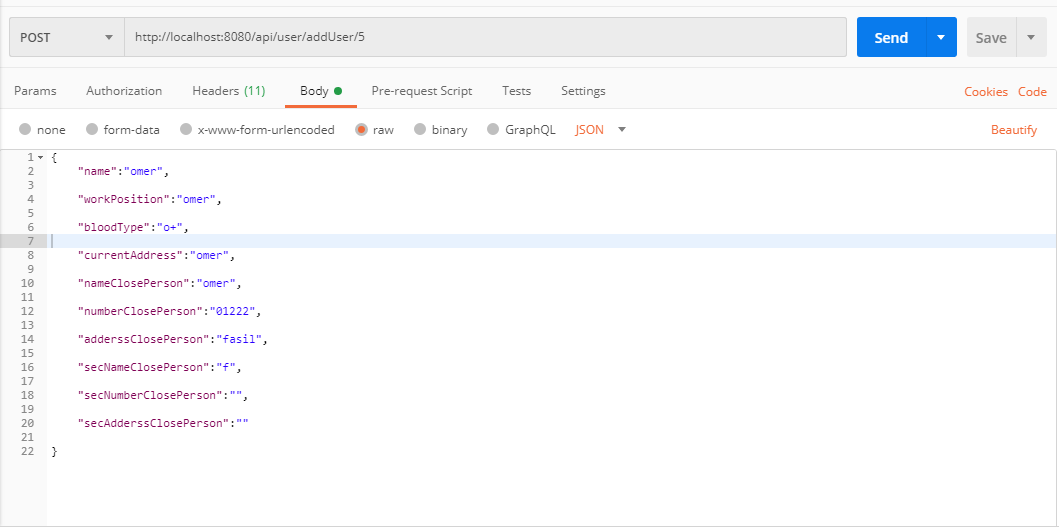 POST http://localhost:8080/api/user/addUser/5 Send Save
Params Authorization Headers (11) Body Pre-request Script Tests Settings Cookies Code
none form-data x-www-form-urlencoded raw binary GraphQL JSON Beautify
1 {
2 "name":"omer",
3
4 "workPosition":"omer",
5
6 "bloodType":"o+",
7
8 "currentAddress":"omer",
9
10 "nameClosePerson":"omer",
11
12 "numberClosePerson":"01222",
13
14 "adderssClosePerson":"fasil",
15
16 "secNameClosePerson":"f",
17
18 "secNumberClosePerson":"",
19
20 "secAdderssClosePerson":""
21
22 }